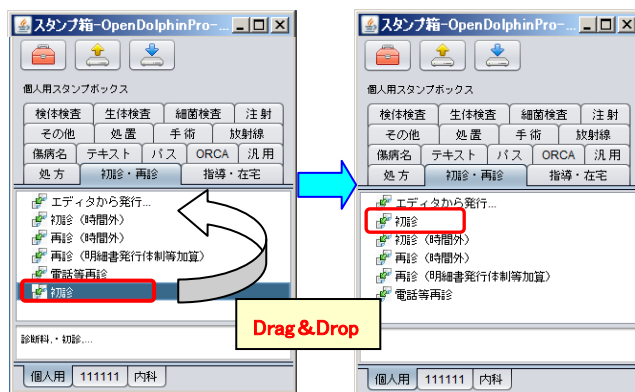 スタンプ箱-OpenDolphinPro-...
個人用スタンプボックス
検体検査 生体検査 細菌検査 注射
その他 処置 手術 放射線
傷病名 テキスト パス ORCA 汎用
処方 初診・再診 指導・在宅
エディタから発行...
初診(時間外)
再診(時間外)
再診(明細書発行体制等加算)
電話等再診
初診
診断料.・初診,...
個人用 111111 内科
Drag&Drop
スタンプ箱-OpenDolphinPro-...
個人用スタンプボックス
検体検査 生体検査 細菌検査 注射
その他 処置 手術 放射線
傷病名 テキスト パス ORCA 汎用
処方 初診・再診 指導・在宅
エディタから発行...
初診
初診(時間外)
再診(時間外)
再診(明細書発行体制等加算)
電話等再診
個人用 111111 内科